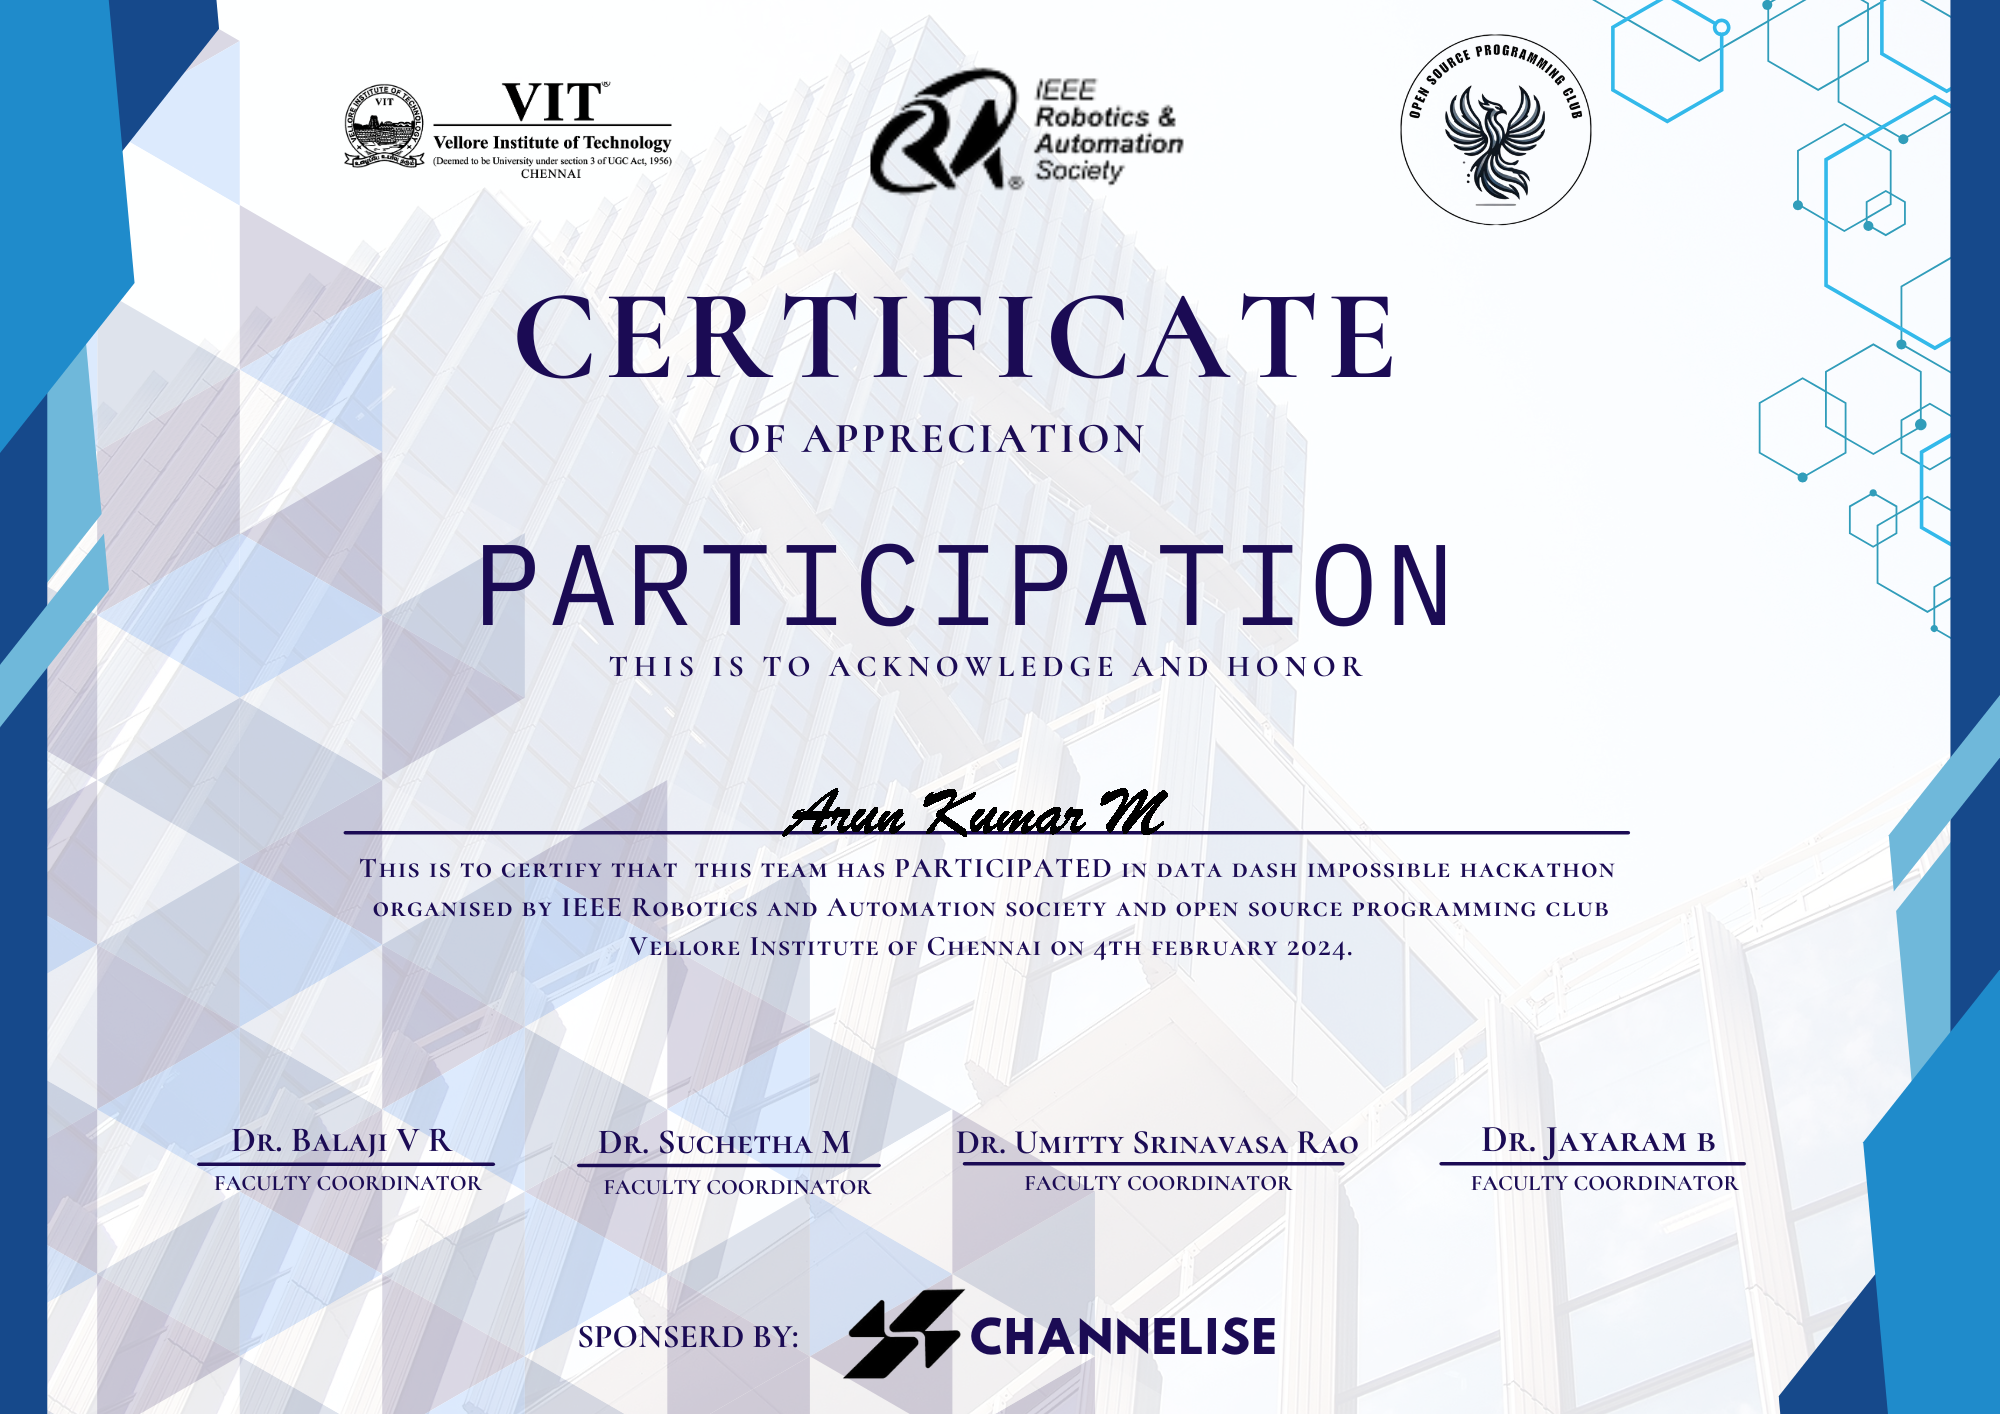 VELLORE INSTITUTE OF TECHNOLOGY
VIT
VIT®
Vellore Institute of Technology
(Deemed to be University under section 3 of UGC Act, 1956)
CHENNAI
RA®
IEEE
Robotics &
Automation
Society
OPEN SOURCE PROGRAMMING CLUB
CERTIFICATE
OF APPRECIATION
PARTICIPATION
THIS IS TO ACKNOWLEDGE AND HONOR
Arun Kumar M
This is to certify that this team has PARTICIPATED in data dash impossible hackathon
organised by IEEE Robotics and Automation society and open source programming club
Vellore Institute of Chennai on 4th february 2024.
Dr. Balaji V R
FACULTY COORDINATOR
Dr. Suchetha M
FACULTY COORDINATOR
Dr. Umitty Srinavasa Rao
FACULTY COORDINATOR
Dr. Jayaram b
FACULTY COORDINATOR
SPONSERD BY:
CHANNELISE